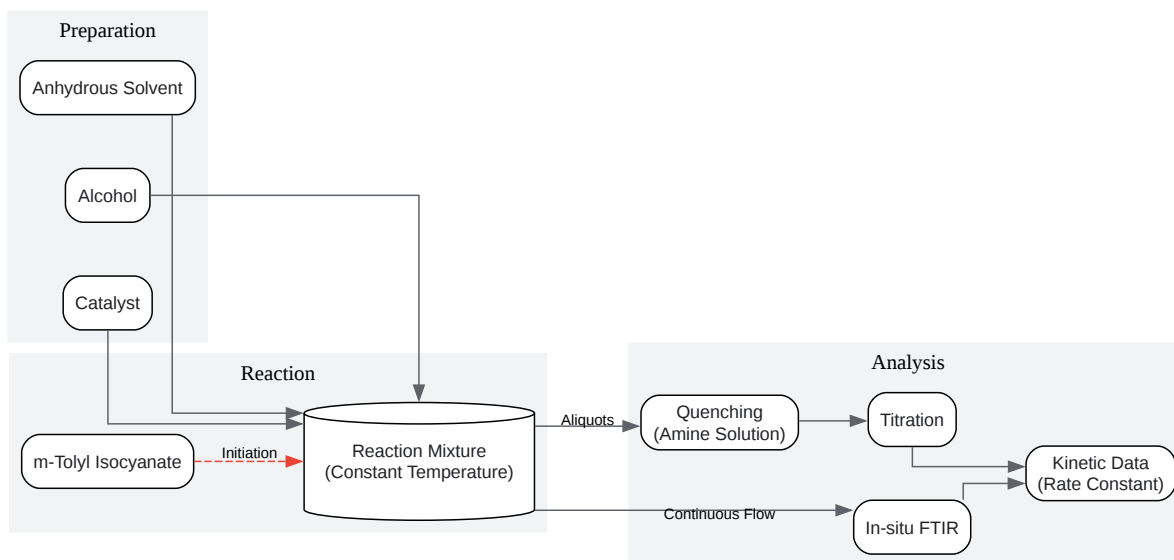 Preparation
Anhydrous Solvent
Alcohol
Catalyst
Reaction
m-Tolyl Isocyanate
Initiation
Reaction Mixture
(Constant Temperature)
Aliquots
Continuous Flow
Analysis
Quenching
(Amine Solution)
Titration
In-situ FTIR
Kinetic Data
(Rate Constant)